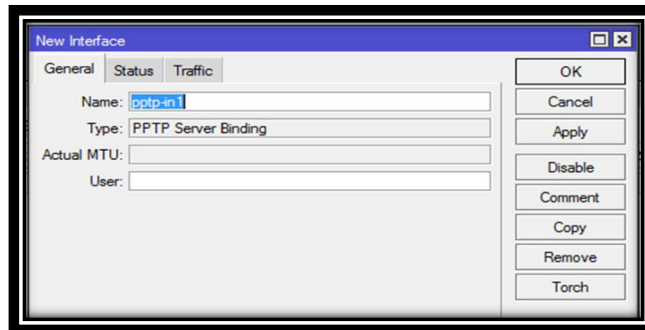 New Interface
General Status Traffic
Name: pptp-in1
Type: PPTP Server Binding
Actual MTU:
User:
OK
Cancel
Apply
Disable
Comment
Copy
Remove
Torch